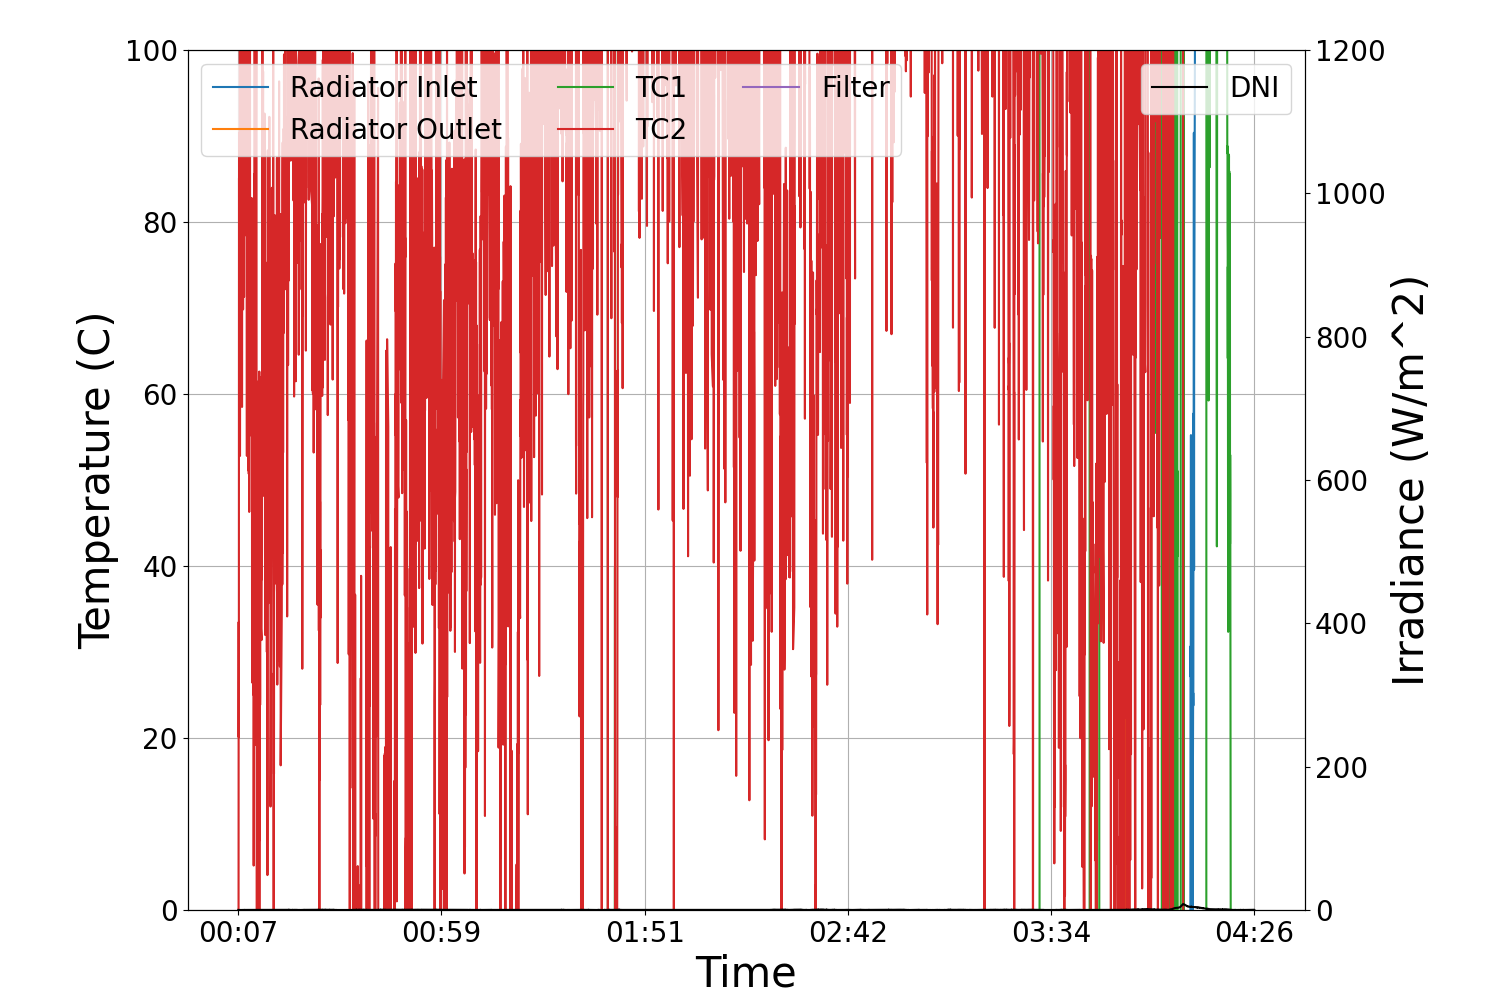 100
80
60
40
20
0
Temperature (C)
Radiator Inlet
Radiator Outlet
TC1
TC2
Filter
DNI
1200
1000
800
600
400
200
0
Irradiance (W/m^2)
00:07
00:59
01:51
02:42
03:34
04:26
Time